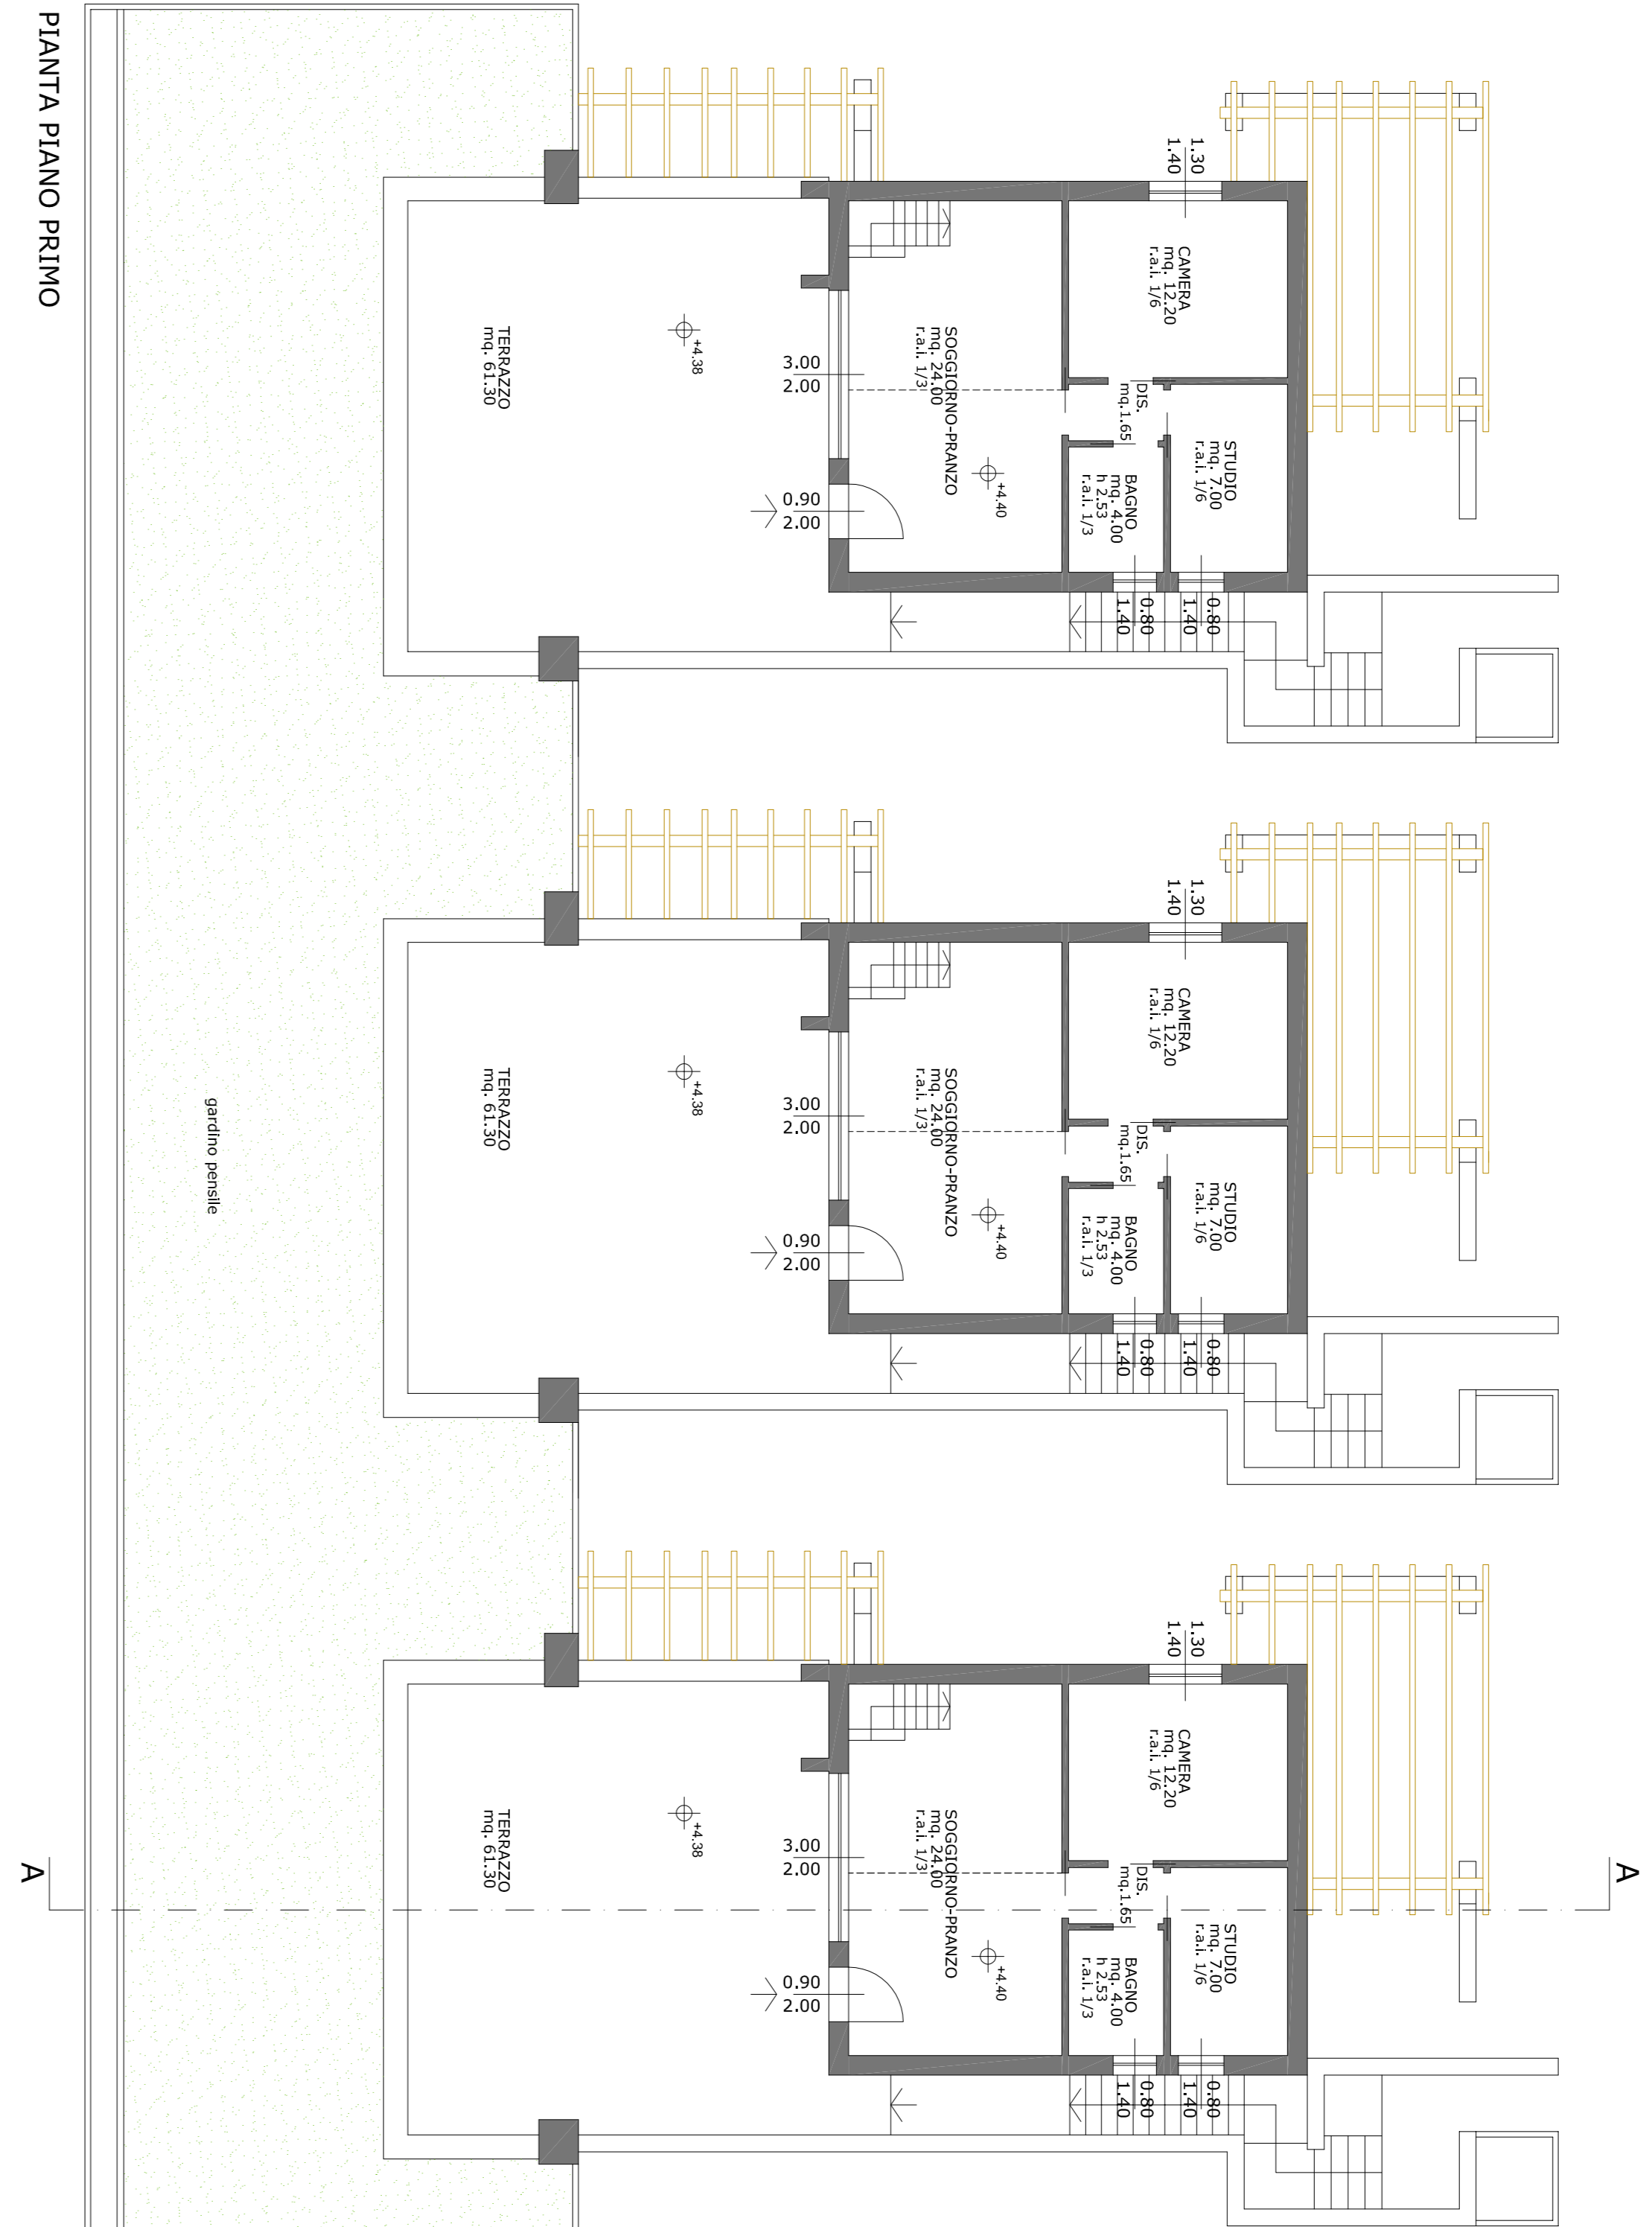 PIANTA PIANO PRIMO
1.30
1.40
CAMERA
mq. 12.20
r.a.i. 1/6
STUDIO
mq. 7.00
r.a.i. 1/6
DIS.
mq.1.65
BAGNO
mq. 4.00
h 2.53
r.a.i. 1/3
0.80
1.40
0.80
1.40
SOGGIORNO-PRANZO
mq. 24.00
r.a.i. 1/3
+4.40
3.00
2.00
0.90
2.00
+4.38
TERRAZZO
mq. 61.30
1.30
1.40
CAMERA
mq. 12.20
r.a.i. 1/6
STUDIO
mq. 7.00
r.a.i. 1/6
DIS.
mq.1.65
BAGNO
mq. 4.00
h 2.53
r.a.i. 1/3
0.80
1.40
0.80
1.40
SOGGIORNO-PRANZO
mq. 24.00
r.a.i. 1/3
+4.40
3.00
2.00
0.90
2.00
+4.38
TERRAZZO
mq. 61.30
gardino pensile
1.30
1.40
CAMERA
mq. 12.20
r.a.i. 1/6
STUDIO
mq. 7.00
r.a.i. 1/6
DIS.
mq.1.65
BAGNO
mq. 4.00
h 2.53
r.a.i. 1/3
0.80
1.40
0.80
1.40
SOGGIORNO-PRANZO
mq. 24.00
r.a.i. 1/3
+4.40
3.00
2.00
0.90
2.00
+4.38
TERRAZZO
mq. 61.30
A
A